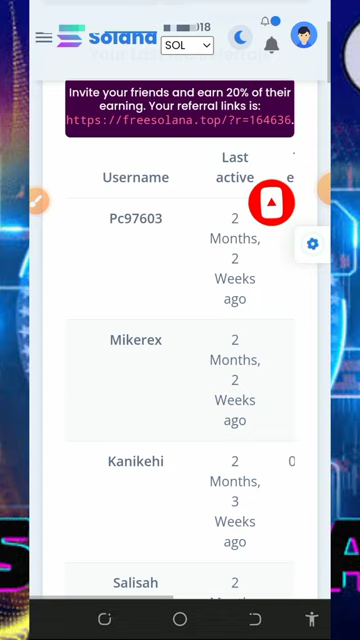 Solana
018
SOL
Invite your friends and earn 20% of their
earning. Your referral links is:
https://freesolana.top/?r=164636.
Username
Last
active
Pc97603
2
Months,
2
Weeks
ago
Mikerex
2
Months,
2
Weeks
ago
Kanikehi
2
Months,
3
Weeks
ago
0
Salisah
2